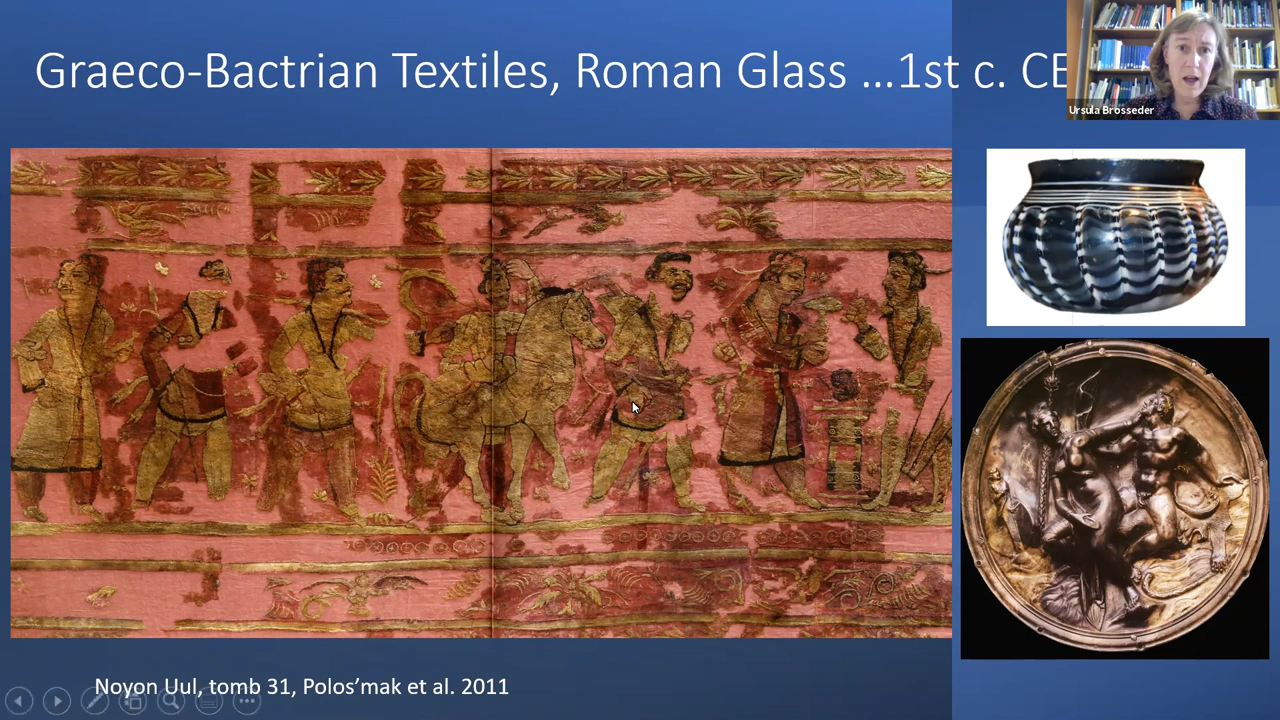 Graeco-Bactrian Textiles, Roman Glass …1st c. CE
Ursula Brosseder
Noyon Uul, tomb 31, Polos’mak et al. 2011